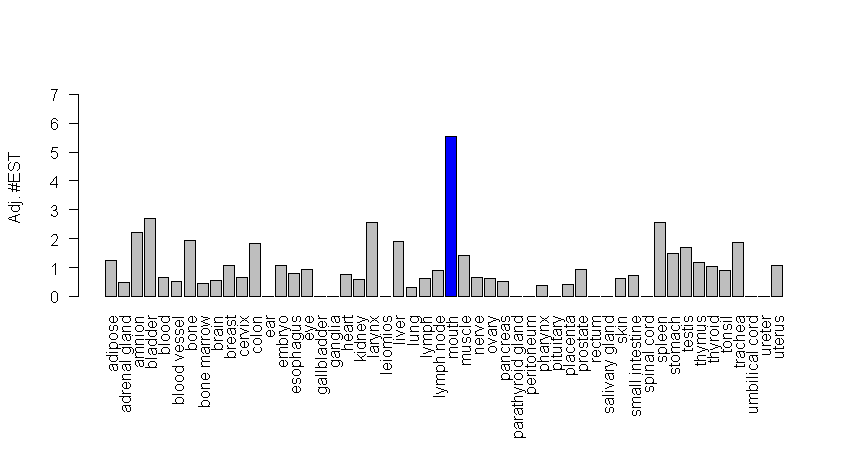 Adj. #EST
7
6
5
4
3
2
1
0
adipose
adrenal gland
amnion
bladder
blood
blood vessel
bone
bone marrow
brain
breast
cervix
colon
ear
embryo
esophagus
eye
gallbladder
ganglia
heart
kidney
larynx
leiomios
liver
lung
lymph
lymph node
mouth
muscle
nerve
ovary
pancreas
parathyroid gland
peritoneum
pharynx
pituitary
placenta
prostate
rectum
salivary gland
skin
small intestine
spinal cord
spleen
stomach
testis
thymus
thyroid
tonsil
trachea
umbilical cord
ureter
uterus